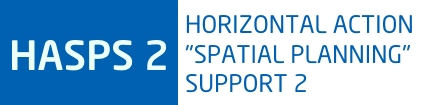 HASPS 2
HORIZONTAL ACTION
"SPATIAL PLANNING"
SUPPORT 2